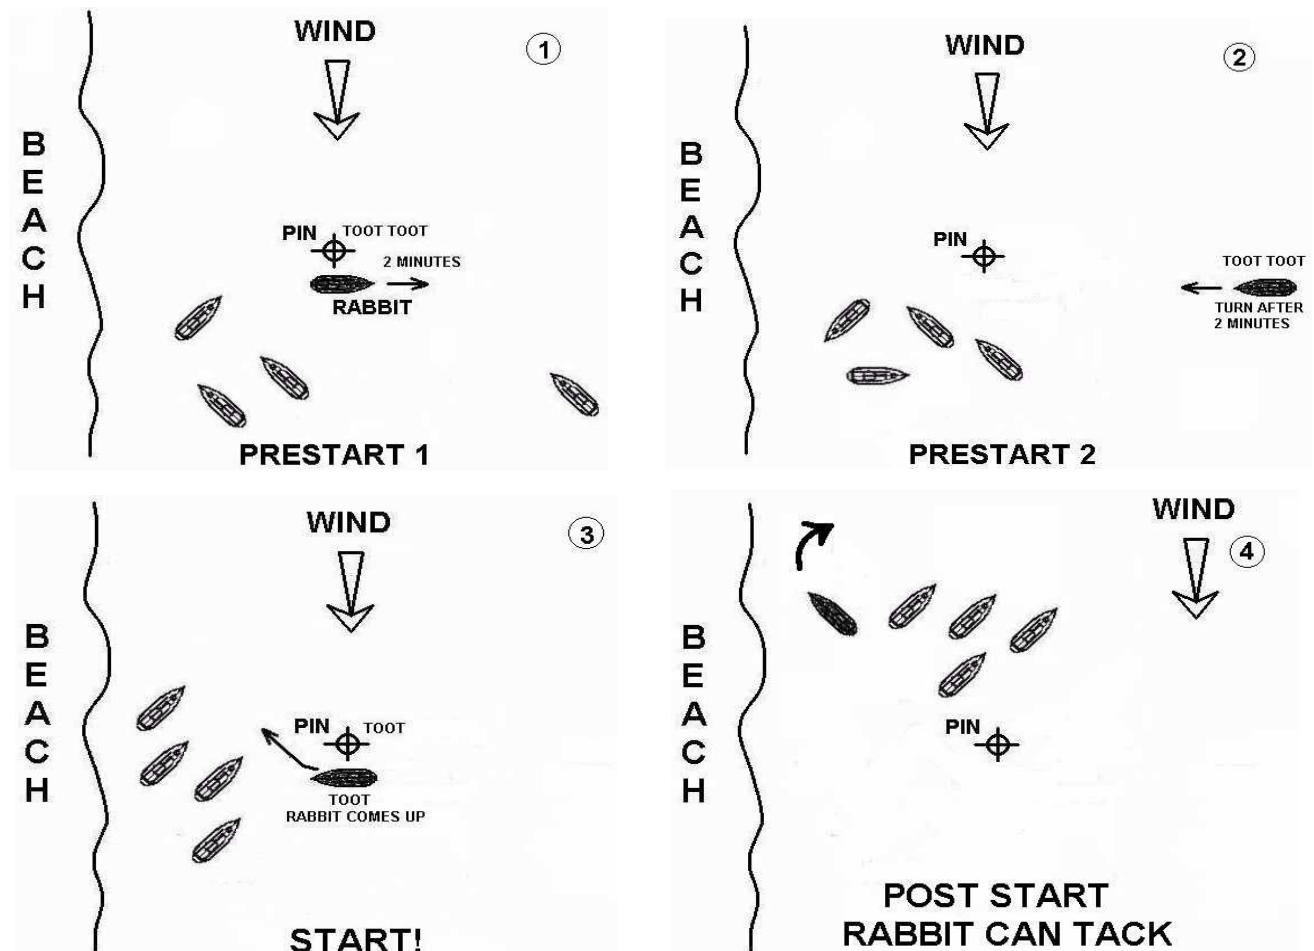 WIND
1
BEACH
PIN TOOT TOOT
2 MINUTES
RABBIT
PRESTART 1
WIND
2
BEACH
PIN
TOOT TOOT
TURN AFTER
2 MINUTES
PRESTART 2
WIND
3
BEACH
PIN TOOT
TOOT
RABBIT COMES UP
START!
WIND
4
BEACH
PIN
POST START
RABBIT CAN TACK